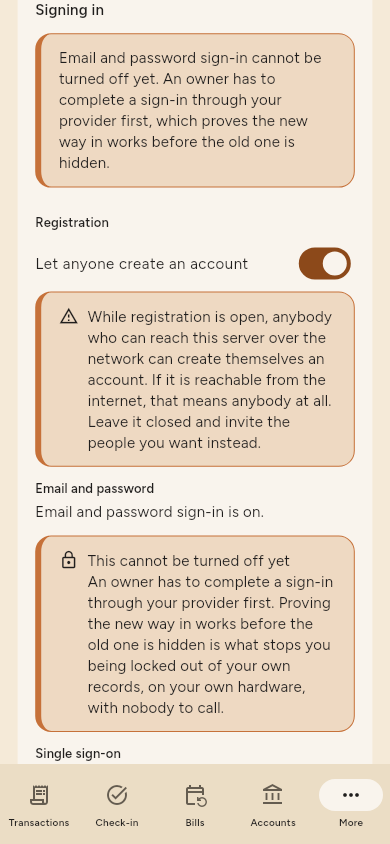 Signing in
Email and password sign-in cannot be
turned off yet. An owner has to
complete a sign-in through your
provider first, which proves the new
way in works before the old one is
hidden.
Registration
Let anyone create an account
While registration is open, anybody
who can reach this server over the
network can create themselves an
account. If it is reachable from the
internet, that means anybody at all.
Leave it closed and invite the
people you want instead.
Email and password
Email and password sign-in is on.
This cannot be turned off yet
An owner has to complete a sign-in
through your provider first. Proving
the new way in works before the
old one is hidden is what stops you
being locked out of your own
records, on your own hardware,
with nobody to call.
Single sign-on
Transactions
Check-in
Bills
Accounts
More